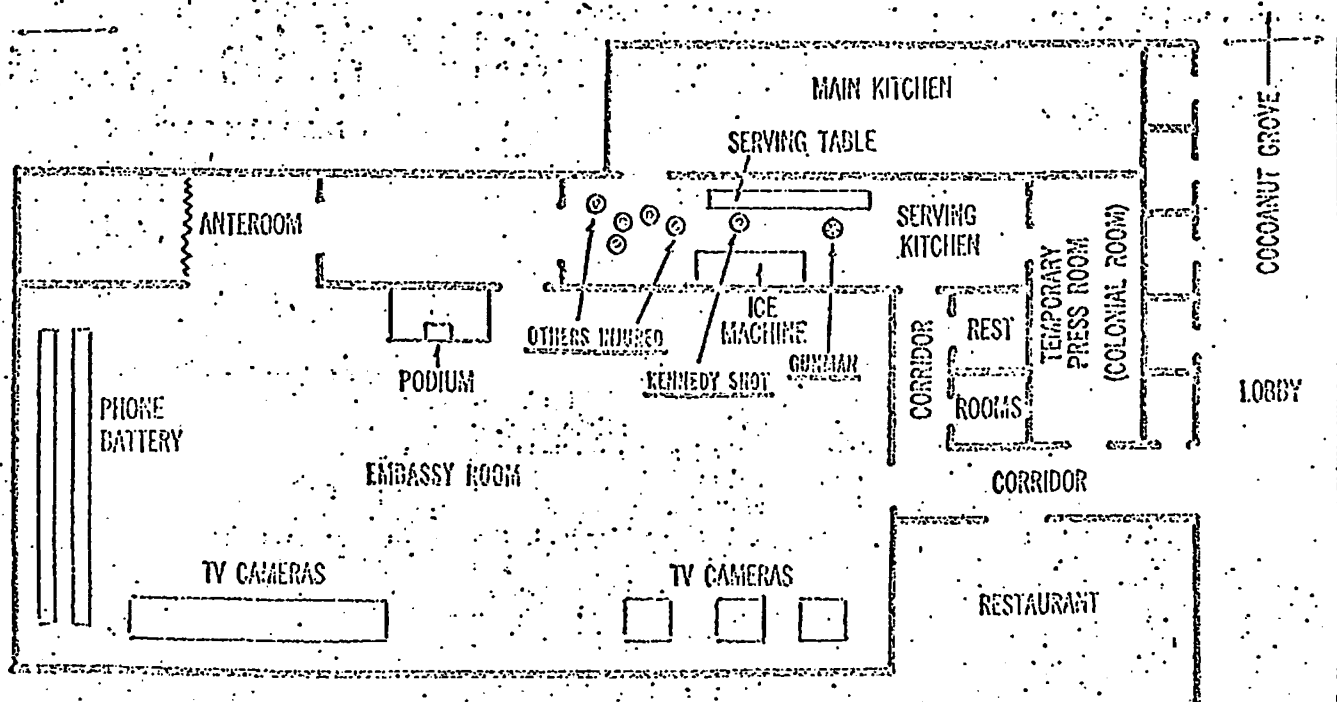 MAIN KITCHEN
SERVING TABLE
COCOANUT GROVE
ANTEROOM
SERVING
KITCHEN
TEMPORARY
PRESS ROOM
(COLONIAL ROOM)
ICE
MACHINE
OTHERS INJURED
KENNEDY SHOT
GUNMAN
CORRIDOR
REST
ROOMS
PODIUM
PHONE
BATTERY
LOBBY
EMBASSY ROOM
CORRIDOR
TV CAMERAS
TV CAMERAS
RESTAURANT